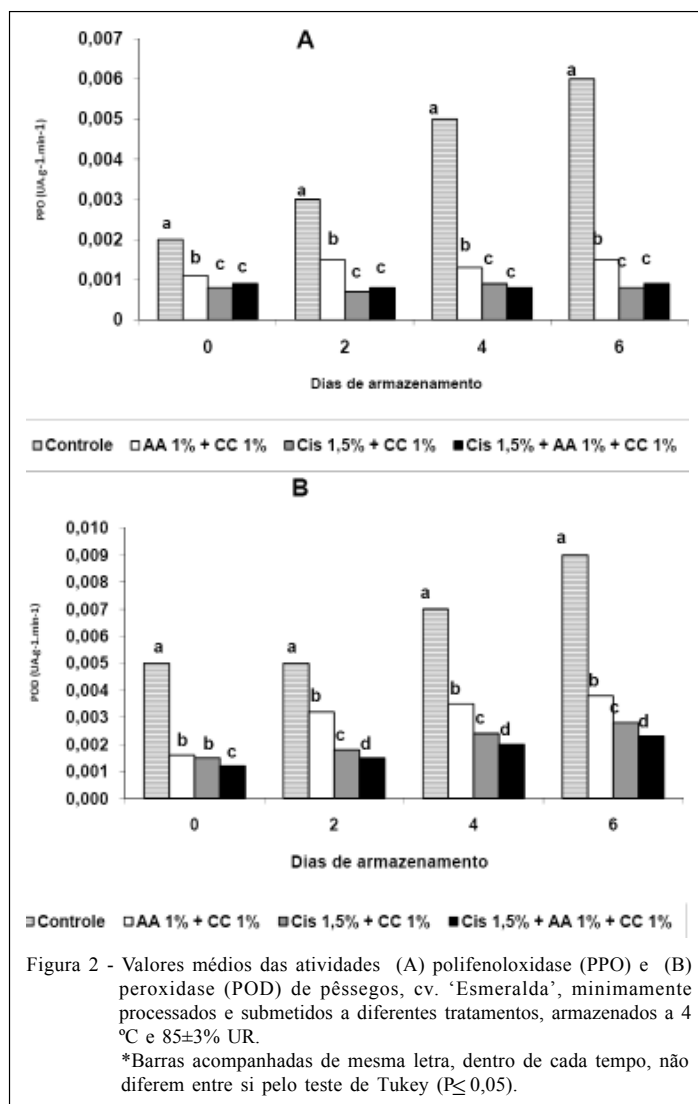 A
0,007
0,006
0,005
0,004
0,003
0,002
0,001
0
PPO (UA.g-1.min-1)
a b c c
a b c c
a b c c
a b c c
0 2 4 6
Dias de armazenamento
Controle AA 1% + CC 1% Cis 1,5% + CC 1% Cis 1,5% + AA 1% + CC 1%
B
0,010
0,009
0,008
0,007
0,006
0,005
0,004
0,003
0,002
0,001
0,000
POD (UA.g-1.min-1)
a b b c
a b c d
a b c d
a b c d
0 2 4 6
Dias de armazenamento
Controle AA 1% + CC 1% Cis 1,5% + CC 1% Cis 1,5% + AA 1% + CC 1%
Figura 2 - Valores médios das atividades (A) polifenoloxidase (PPO) e (B)
peroxidase (POD) de pêssegos, cv. ‘Esmeralda’, minimamente
processados e submetidos a diferentes tratamentos, armazenados a 4
ºC e 85±3% UR.
*Barras acompanhadas de mesma letra, dentro de cada tempo, não
diferem entre si pelo teste de Tukey (P≤ 0,05).